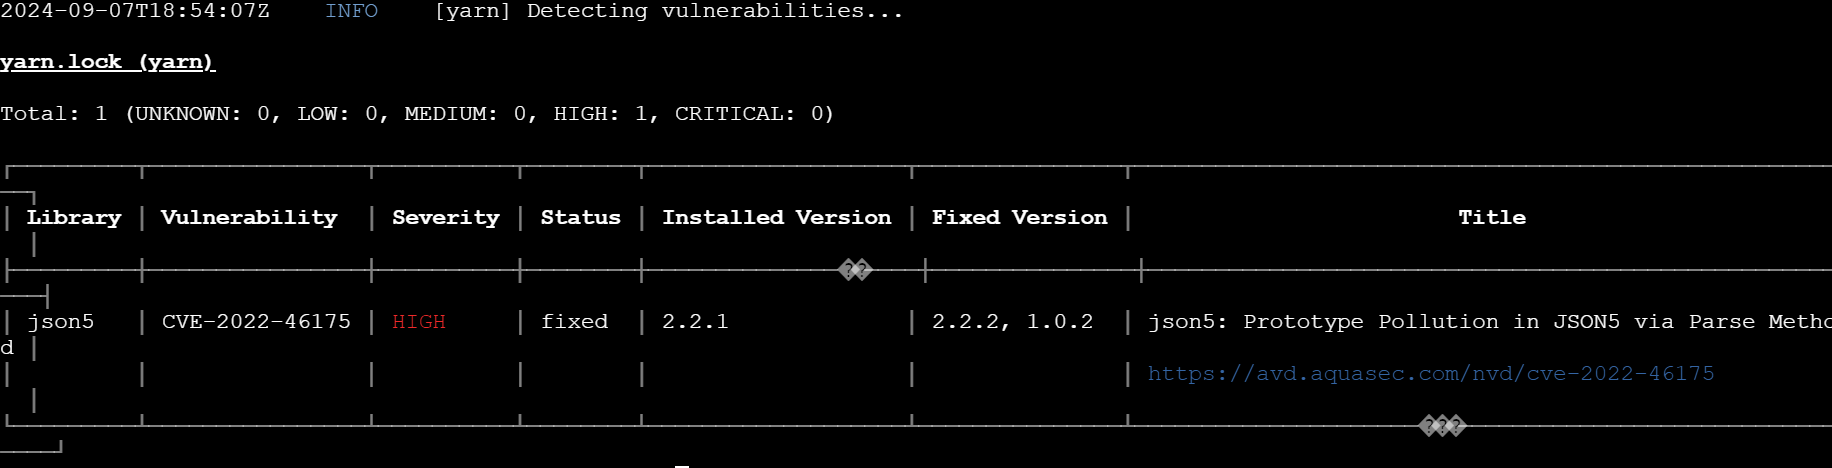 2024-09-07T18:54:07Z    INFO    [yarn] Detecting vulnerabilities...
yarn.lock (yarn)
Total: 1 (UNKNOWN: 0, LOW: 0, MEDIUM: 0, HIGH: 1, CRITICAL: 0)
│ Library │ Vulnerability  │ Severity │ Status │ Installed Version │ Fixed Version │ Title
│
│ json5   │ CVE-2022-46175 │ HIGH     │ fixed  │ 2.2.1             │ 2.2.2, 1.0.2  │ json5: Prototype Pollution in JSON5 via Parse Metho
d │
│         │                │          │        │                   │               │ https://avd.aquasec.com/nvd/cve-2022-46175
│